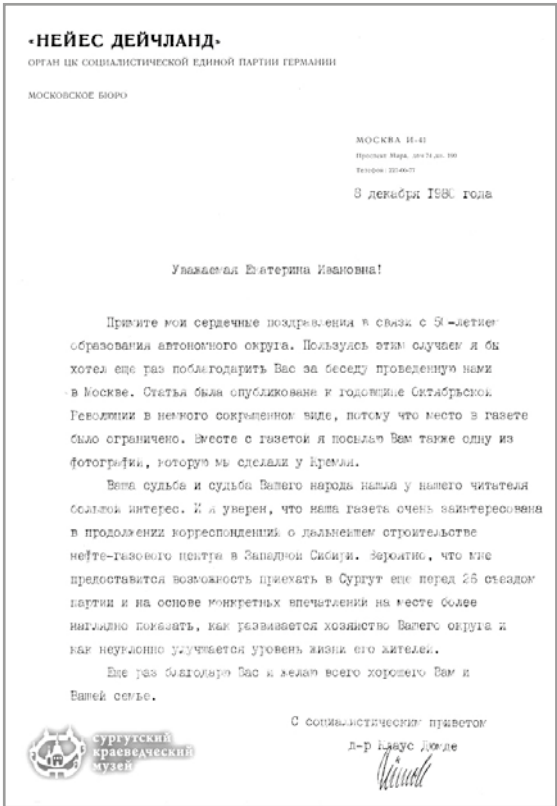 «НЕЙЕС ДЕЙЧЛАНД»
ОРГАН ЦК СОЦИАЛИСТИЧЕСКОЙ ЕДИНОЙ ПАРТИИ ГЕРМАНИИ
МОСКОВСКОЕ БЮРО
МОСКВА И-41
Проспект Мира, дом 74
Телефон:
8 декабря 1980 года
Уважаемая Екатерина Ивановна!
Примите мои сердечные поздравления в связи с 50-летием
образования автономного округа. Пользуясь этим случаем я бы
хотел еще раз поблагодарить Вас за беседу проведенную нами
в Москве. Статья была опубликована к годовщине Октябрьской
Революции в немного сокращенном виде, потому что место в газете
было ограничено. Вместе с газетой я посылаю Вам также одну из
фотографий, которую мы сделали у Кремля.
Ваша судьба и судьба Вашего народа нашла у нашего читателя
большой интерес. И я уверен, что наша газета очень заинтересована
в продолжении корреспонденций о дальнейшем строительстве
нефте-газового центра в Западной Сибири. Вероятно, что мне
предоставится возможность приехать в Сургут еще перед 26 съездом
партии и на основе конкретных впечатлений на месте более
наглядно показать, как развивается хозяйство Вашего округа и
как неуклонно улучшается уровень жизни его жителей.
Еще раз благодарю Вас и желаю всего хорошего Вам и
Вашей семье.
С социалистическим приветом
д-р Клаус Дюмде
сургутский
краеведческий
музей